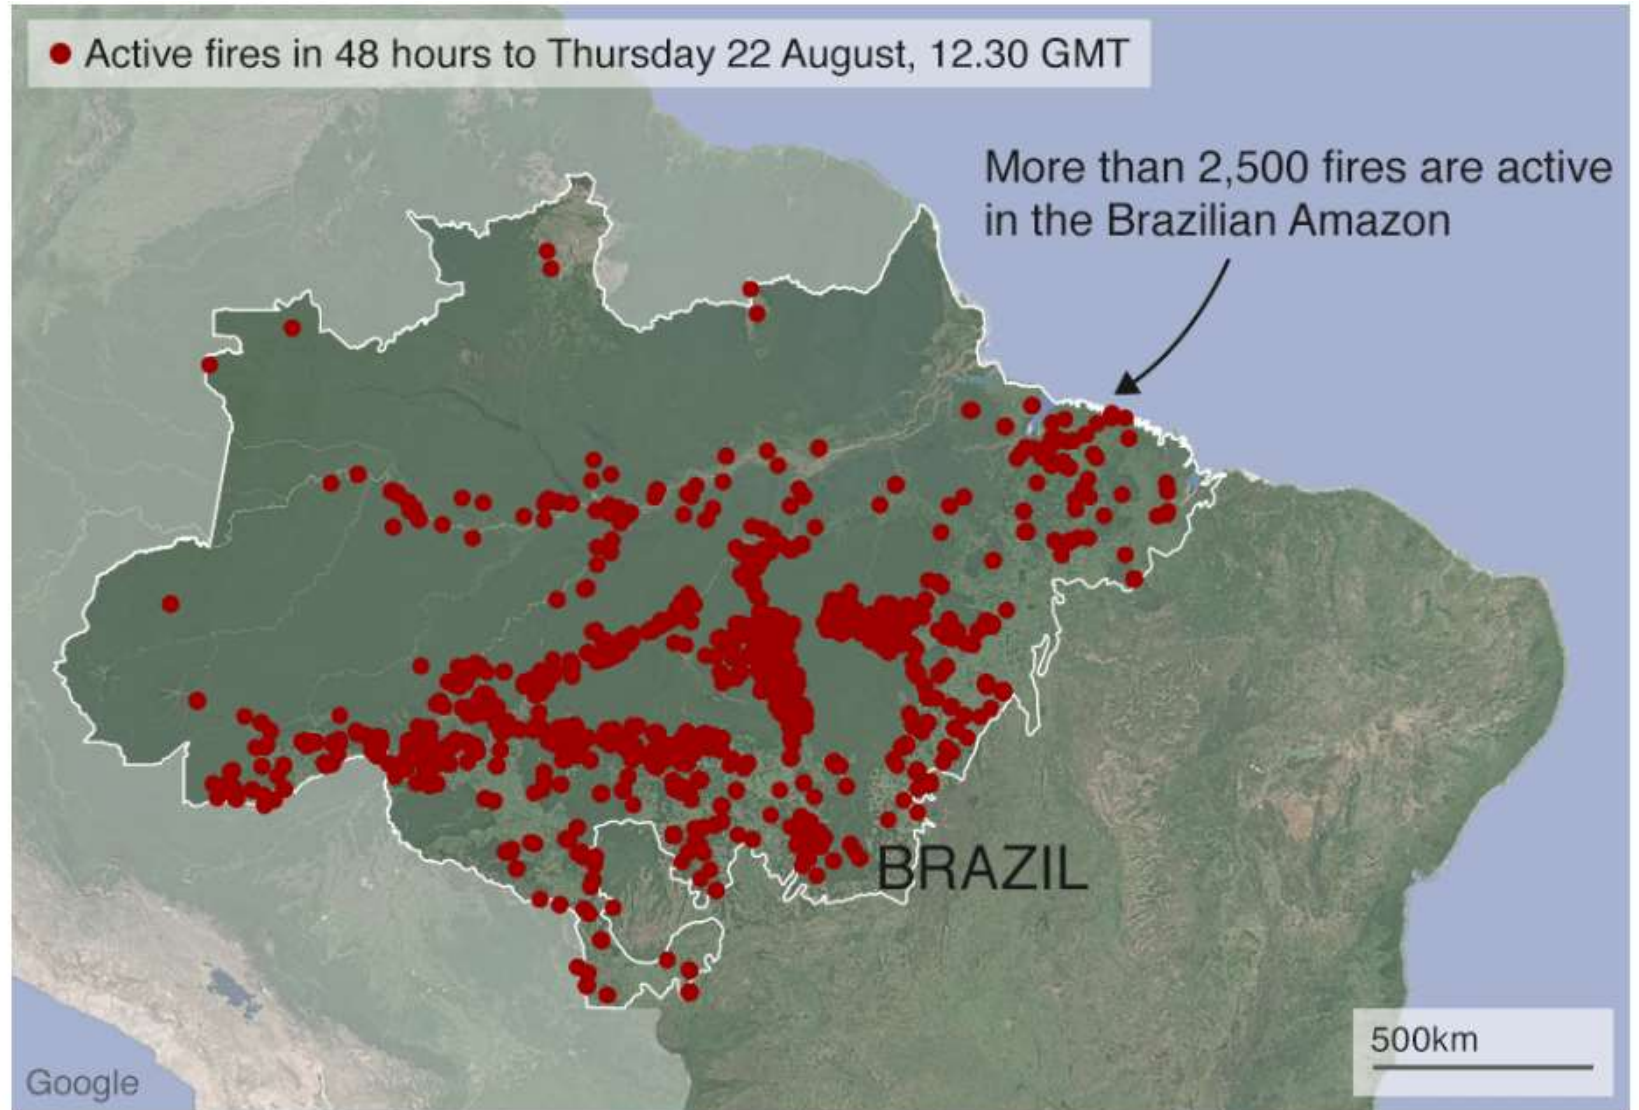 Active fires in 48 hours to Thursday 22 August, 12.30 GMT
More than 2,500 fires are active
in the Brazilian Amazon
BRAZIL
500km
Google